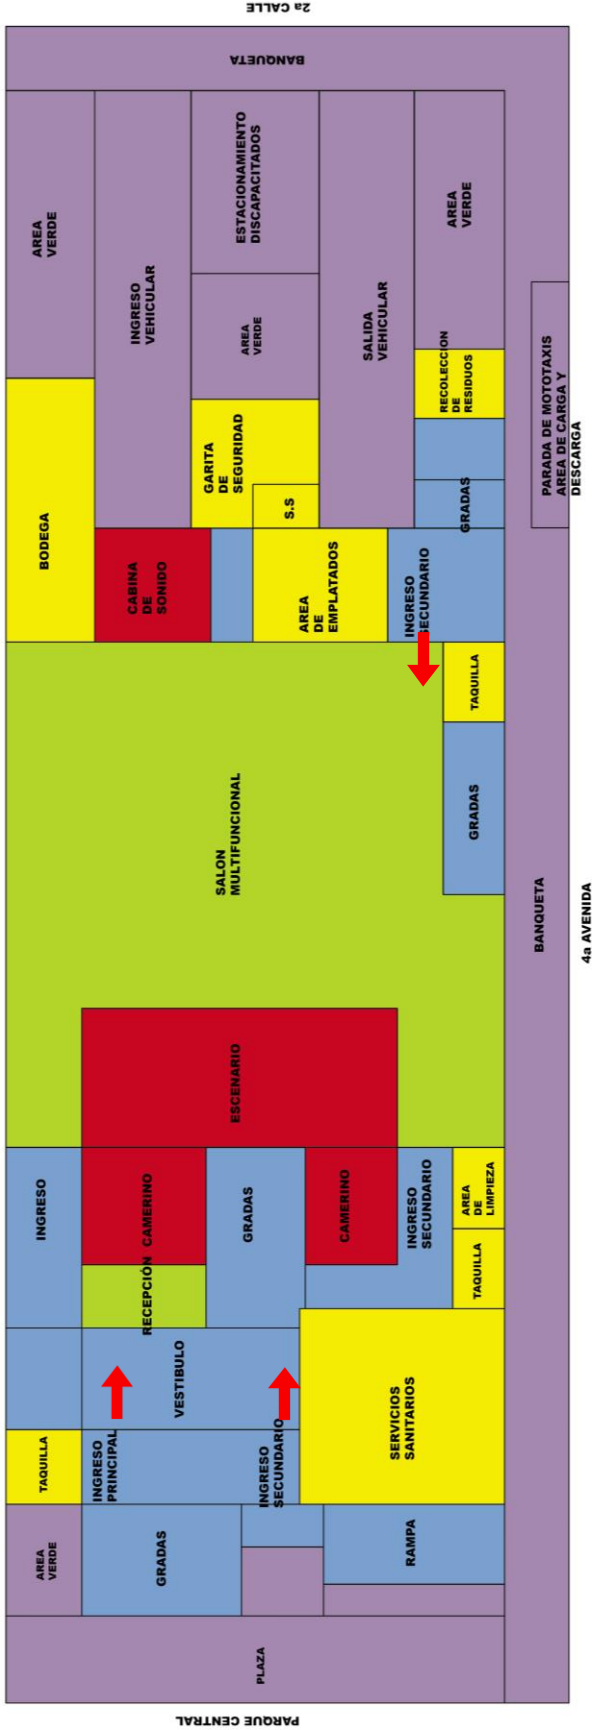 2a CALLE
BANQUETA
AREA
VERDE
INGRESO
VEHICULAR
ESTACIONAMIENTO
DISCAPACITADOS
AREA
VERDE
SALIDA
VEHICULAR
AREA
VERDE
RECOLECCION
DE
RESIDUOS
PARADA DE MOTOTAXIS
AREA DE CARGA Y
DESCARGA
BODEGA
GARITA
DE
SEGURIDAD
S.S
GRADAS
CABINA
DE
SONIDO
AREA
DE
EMPLATADOS
INGRESO
SECUNDARIO
TAQUILLA
SALON
MULTIFUNCIONAL
GRADAS
BANQUETA
4a AVENIDA
ESCENARIO
INGRESO
CAMERINO
GRADAS
CAMERINO
INGRESO
SECUNDARIO
AREA
DE
LIMPIEZA
RECEPCIÓN
TAQUILLA
VESTIBULO
SERVICIOS
SANITARIOS
TAQUILLA
INGRESO
PRINCIPAL
INGRESO
SECUNDARIO
AREA
VERDE
GRADAS
RAMPA
PLAZA
PARQUE CENTRAL